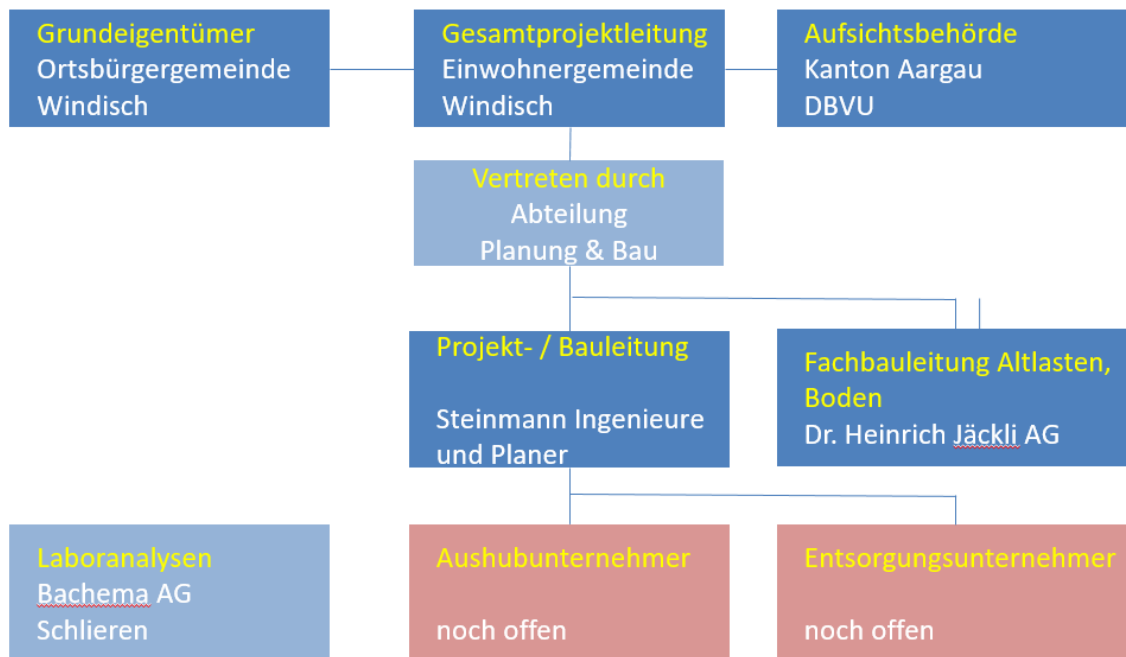 Grundeigentümer
Ortsbürgergemeinde
Windisch
Gesamtprojektleitung
Einwohnergemeinde
Windisch
Aufsichtsbehörde
Kanton Aargau
DBVU
Vertreten durch
Abteilung
Planung & Bau
Projekt- / Bauleitung
Steinmann Ingenieure
und Planer
Fachbauleitung Altlasten,
Boden
Dr. Heinrich Jäckli AG
Laboranalysen
Bachema AG
Schlieren
Aushubunternehmer
noch offen
Entsorgungsunternehmer
noch offen